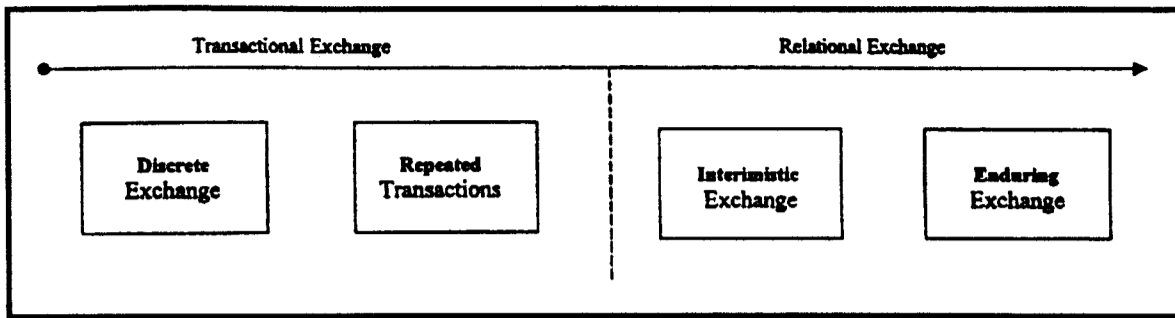 Transactional Exchange
Relational Exchange
Discrete
Exchange
Repeated
Transactions
Interimistic
Exchange
Enduring
Exchange